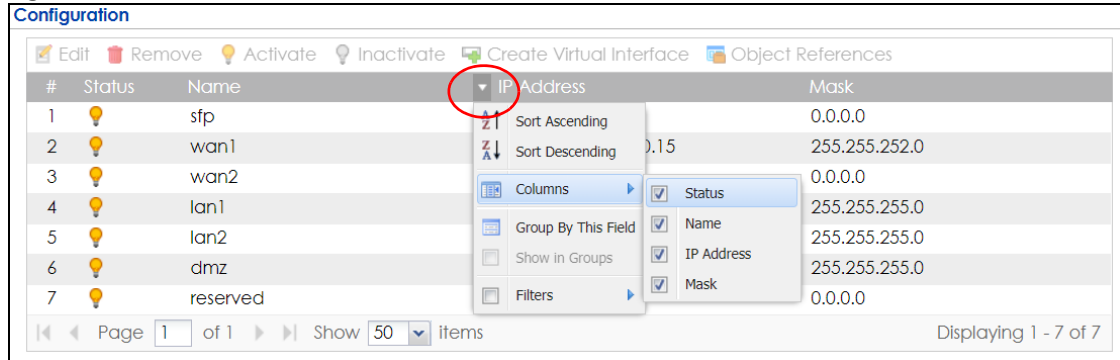 Configuration
Edit Remove Activate Inactivate Create Virtual Interface Object References
# Status Name IP Address Mask
1 sfp 0.0.0.0
Sort Ascending
2 wan1 0.15 255.255.252.0
Sort Descending
3 wan2 0.0.0.0
Columns Status
4 lan1 255.255.255.0
Group By This Field Name
5 lan2 255.255.255.0
Show in Groups IP Address
6 dmz 255.255.255.0
Filters Mask
7 reserved 0.0.0.0
Page 1 of 1 Show 50 items Displaying 1 - 7 of 7